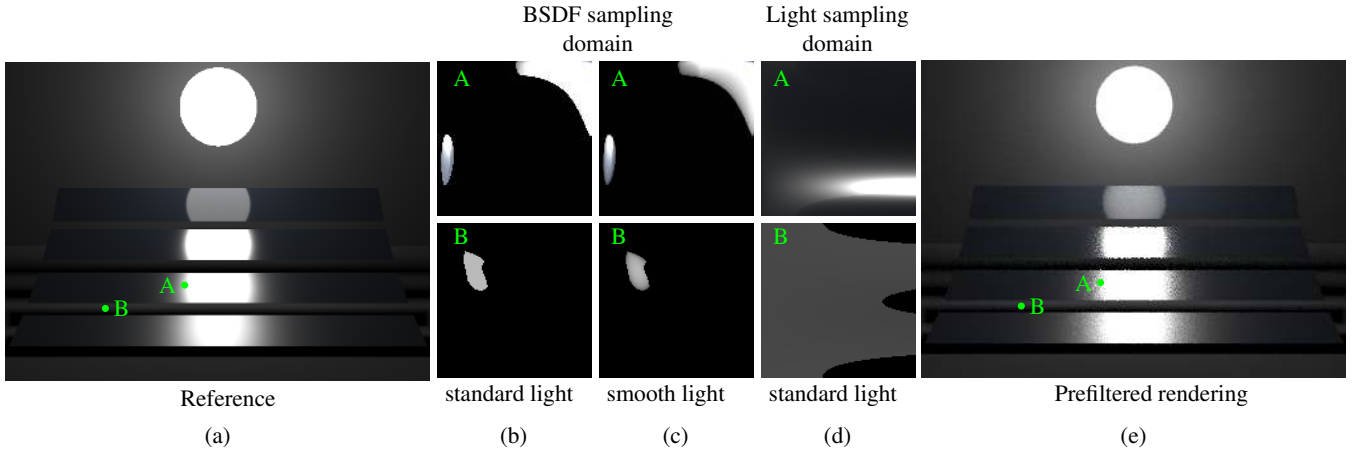 BSDF sampling
domain
Light sampling
domain
A
B
A
B
A
B
A
B
A
B
Reference
standard light
smooth light
standard light
Prefiltered rendering
(a)
(b)
(c)
(d)
(e)